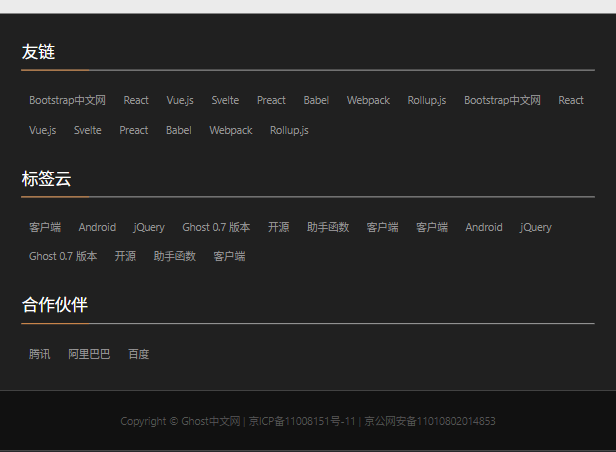 友链
Bootstrap中文网 React Vue.js Svelte Preact Babel Webpack Rollup.js Bootstrap中文网 React
Vue.js Svelte Preact Babel Webpack Rollup.js
标签云
客户端 Android jQuery Ghost 0.7 版本 开源 助手函数 客户端 客户端 Android jQuery
Ghost 0.7 版本 开源 助手函数 客户端
合作伙伴
腾讯 阿里巴巴 百度
Copyright © Ghost中文网 | 京ICP备11008151号-11 | 京公网安备11010802014853